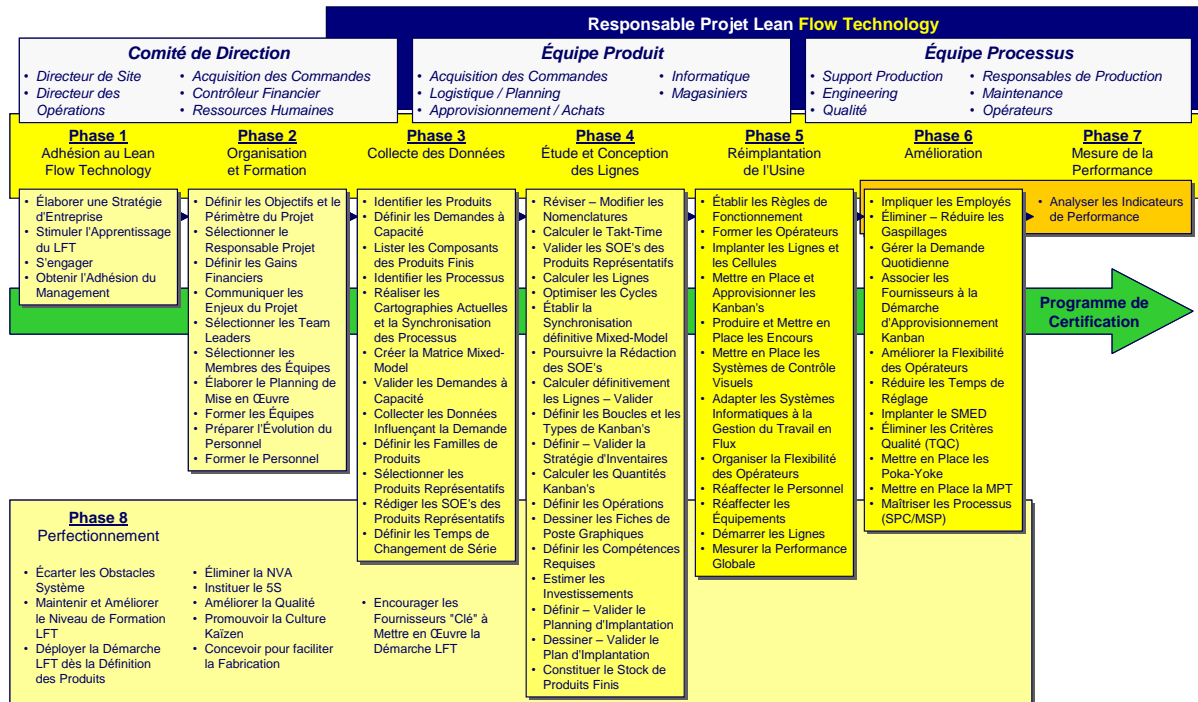 Responsable Projet Lean Flow Technology
Comité de Direction
• Directeur de Site
• Directeur des
Opérations
• Acquisition des Commandes
• Contrôleur Financier
• Ressources Humaines
Équipe Produit
• Acquisition des Commandes
• Logistique / Planning
• Approvisionnement / Achats
• Informatique
• Magasiniers
Équipe Processus
• Support Production
• Engineering
• Qualité
• Responsables de Production
• Maintenance
• Opérateurs
Phase 1
Adhésion au Lean
Flow Technology
• Élaborer une Stratégie
d'Entreprise
• Stimuler l'Apprentissage
du LFT
• S'engager
• Obtenir l'Adhésion du
Management
Phase 2
Organisation
et Formation
• Définir les Objectifs et le
Périmètre du Projet
• Sélectionner le
Responsable Projet
• Définir les Gains
Financiers
• Communiquer les
Enjeux du Projet
• Sélectionner les Team
Leaders
• Sélectionner les
Membres des Équipes
• Élaborer le Planning de
Mise en Œuvre
• Former les Équipes
• Préparer l'Évolution du
Personnel
• Former le Personnel
Phase 3
Collecte des Données
• Identifier les Produits
• Définir les Demandes à
Capacité
• Lister les Composants
des Produits Finis
• Identifier les Processus
• Réaliser les
Cartographies Actuelles
et la Synchronisation
des Processus
• Créer la Matrice Mixed-
Model
• Valider les Demandes à
Capacité
• Collecter les Données
Influençant la Demande
• Définir les Familles de
Produits
• Sélectionner les
Produits Représentatifs
• Rédiger les SOE's des
Produits Représentatifs
• Définir les Temps de
Changement de Série
Phase 4
Étude et Conception
des Lignes
• Réviser – Modifier les
Nomenclatures
• Calculer le Takt-Time
• Valider les SOE's des
Produits Représentatifs
• Calculer les Lignes
• Optimiser les Cycles
• Établir la
Synchronisation
définitive Mixed-Model
• Poursuivre la Rédaction
des SOE's
• Calculer définitivement
les Lignes – Valider
• Définir les Boucles et les
Types de Kanban's
• Définir – Valider la
Stratégie d'Inventaires
• Calculer les Quantités
Kanban's
• Définir les Opérations
• Dessiner les Fiches de
Poste Graphiques
• Définir les Compétences
Requises
• Estimer les
Investissements
• Définir – Valider le
Planning d'Implantation
• Dessiner – Valider le
Plan d'Implantation
• Constituer le Stock de
Produits Finis
Phase 5
Réimplantation
de l'Usine
• Établir les Règles de
Fonctionnement
• Former les Opérateurs
• Implanter les Lignes et
les Cellules
• Mettre en Place et
Approvisionner les
Kanban's
• Produire et Mettre en
Place les Encours
• Mettre en Place les
Systèmes de Contrôle
Visuels
• Adapter les Systèmes
Informatiques à la
Gestion du Travail en
Flux
• Organiser la Flexibilité
des Opérateurs
• Réaffecter le Personnel
• Réaffecter les
Équipements
• Démarrer les Lignes
• Mesurer la Performance
Globale
Phase 6
Amélioration
• Impliquer les Employés
• Éliminer – Réduire les
Gaspillages
• Gérer la Demande
Quotidienne
• Associer les
Fournisseurs à la
Démarche
d'Approvisionnement
Kanban
• Améliorer la Flexibilité
des Opérateurs
• Réduire les Temps de
Réglage
• Implanter le SMED
• Éliminer les Critères
Qualité (TQC)
• Mettre en Place les
Poka-Yoke
• Mettre en Place la MPT
• Maîtriser les Processus
(SPC/MSP)
Phase 7
Mesure de la
Performance
• Analyser les Indicateurs
de Performance
Programme de
Certification
Phase 8
Perfectionnement
• Écarter les Obstacles
Système
• Maintenir et Améliorer
le Niveau de Formation
LFT
• Déployer la Démarche
LFT dès la Définition
des Produits
• Éliminer la NVA
• Instituer le 5S
• Améliorer la Qualité
• Promouvoir la Culture
Kaïzen
• Concevoir pour faciliter
la Fabrication
• Encourager les
Fournisseurs "Clé" à
Mettre en Œuvre la
Démarche LFT